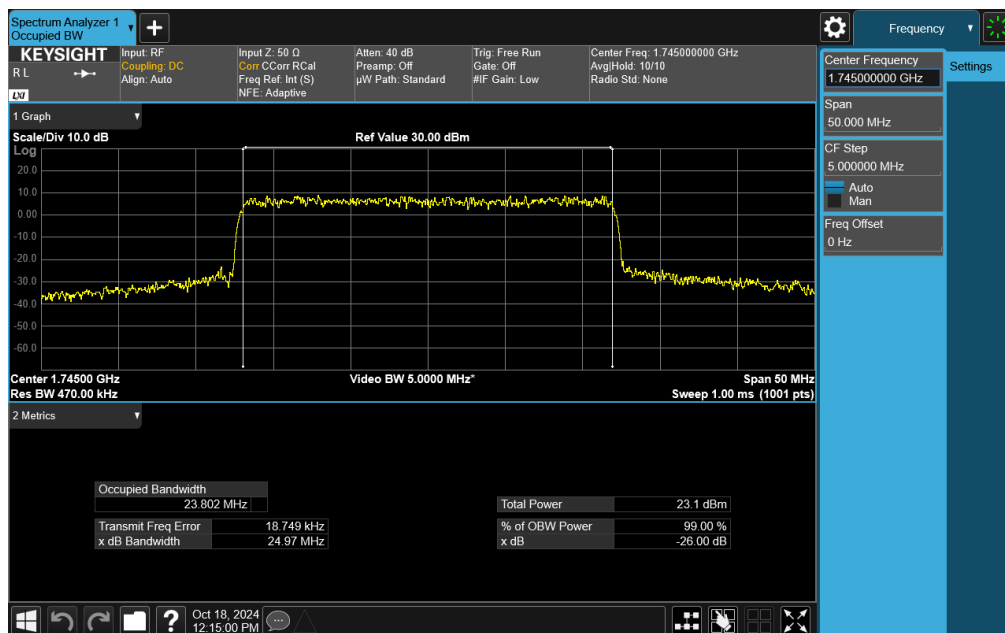 Spectrum Analyzer 1
Occupied BW
+
Frequency
KEYSIGHT
R L
LXI
Input: RF
Coupling: DC
Align: Auto
Input Z: 50 Ω
Corr CCorr RCal
Freq Ref: Int (S)
NFE: Adaptive
Atten: 40 dB
Preamp: Off
µW Path: Standard
Trig: Free Run
Gate: Off
#IF Gain: Low
Center Freq: 1.745000000 GHz
Avg|Hold: 10/10
Radio Std: None
Center Frequency
1.745000000 GHz
Settings
Span
50.000 MHz
CF Step
5.000000 MHz
Auto
Man
Freq Offset
0 Hz
1 Graph
Scale/Div 10.0 dB
Ref Value 30.00 dBm
Log
20.0
10.0
0.00
-10.0
-20.0
-30.0
-40.0
-50.0
-60.0
Center 1.74500 GHz
Video BW 5.0000 MHz*
Span 50 MHz
Res BW 470.00 kHz
Sweep 1.00 ms (1001 pts)
2 Metrics
Occupied Bandwidth
23.802 MHz
Total Power 23.1 dBm
Transmit Freq Error 18.749 kHz
% of OBW Power 99.00 %
x dB Bandwidth 24.97 MHz
x dB -26.00 dB
?
Oct 18, 2024
12:15:00 PM